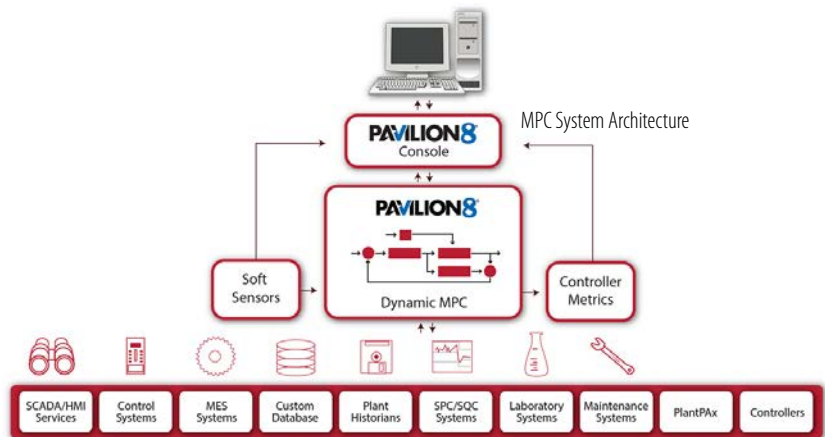 PAVILION8
Console
MPC System Architecture
PAVILION8
Dynamic MPC
Soft
Sensors
Controller
Metrics
SCADA/HMI
Services
Control
Systems
MES
Systems
Custom
Database
Plant
Historians
SPC/SQC
Systems
Laboratory
Systems
Maintenance
Systems
PlantPAx
Controllers